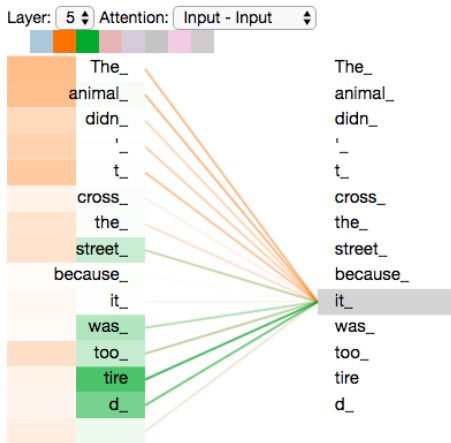 Layer: 5 Attention: Input - Input
The_ The_
animal_ animal_
didn_ didn_
'_ '_
t_ t_
cross_ cross_
the_ the_
street_ street_
because_ because_
it_ it_
was_ was_
too_ too_
tire tire
d_ d_